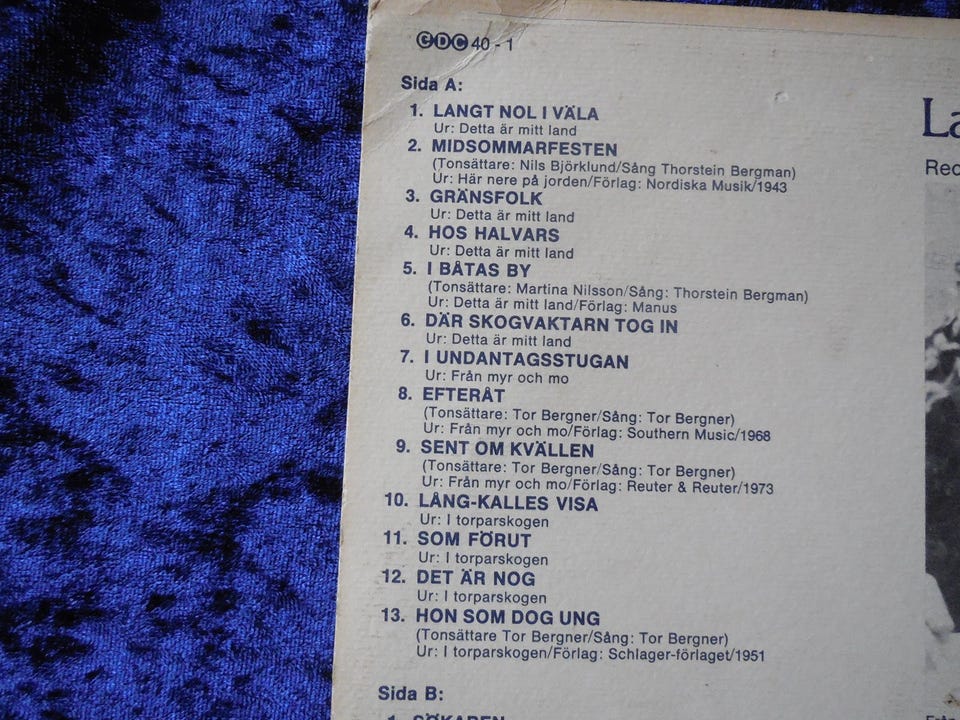 CDC 40-1
Sida A:
1. LANGT NOL I VÄLA
Ur: Detta är mitt land
2. MIDSOMMARFESTEN
(Tonsättare: Nils Björklund/Sång Thorstein Bergman)
Ur: Här nere på jorden/Förlag: Nordiska Musik/1943
3. GRÄNSFOLK
Ur: Detta är mitt land
4. HOS HALVARS
Ur: Detta är mitt land
5. I BÅTAS BY
(Tonsättare: Martina Nilsson/Sång: Thorstein Bergman)
Ur: Detta är mitt land/Förlag: Manus
6. DÄR SKOGVAKTARN TOG IN
Ur: Detta är mitt land
7. I UNDANTAGSSTUGAN
Ur: Från myr och mo
8. EFTERÅT
(Tonsättare: Tor Bergner/Sång: Tor Bergner)
Ur: Från myr och mo/Förlag: Southern Music/1968
9. SENT OM KVÄLLEN
(Tonsättare: Tor Bergner/Sång: Tor Bergner)
Ur: Från myr och mo/Förlag: Reuter & Reuter/1973
10. LÅNG-KALLES VISA
Ur: I torparskogen
11. SOM FÖRUT
Ur: I torparskogen
12. DET ÄR NOG
Ur: I torparskogen
13. HON SOM DOG UNG
(Tonsättare Tor Bergner/Sång: Tor Bergner)
Ur: I torparskogen/Förlag: Schlager-förlaget/1951
Sida B:
1. SÖKAREN
La
Rec